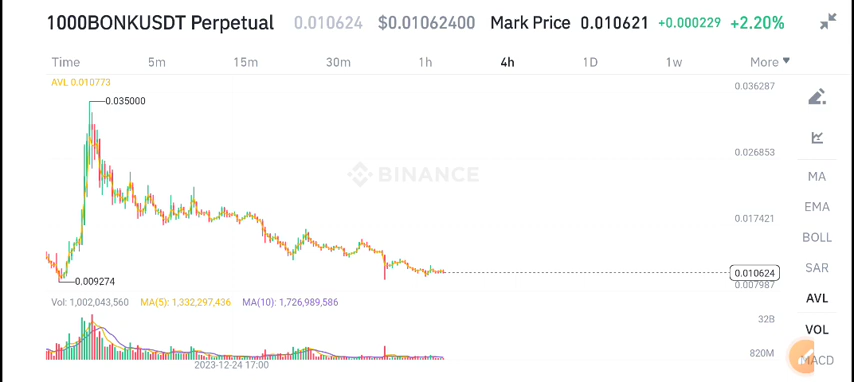 1000BONKUSDT Perpetual 0.010624 $0.01062400 Mark Price 0.010621 +0.000229 +2.20%
Time 5m 15m 30m 1h 4h 1D 1w More
AVL 0.010773
0.036287
0.035000
0.026853
BINANCE
MA
EMA
0.017421
BOLL
SAR
0.010624
0.009274
0.007987
AVL
Vol: 1,002,043,560 MA(5): 1,332,297,436 MA(10): 1,726,989,586
32B
VOL
820M
MACD
2023-12-24 17:00